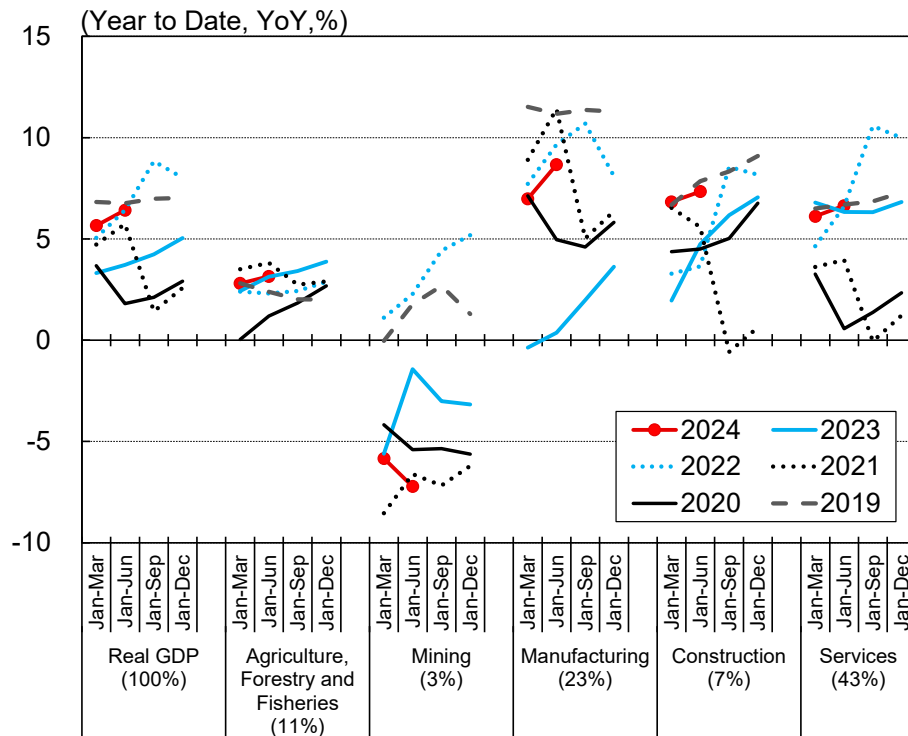 (Year to Date, YoY,%)
15
10
5
0
-5
-10
2024
2023
2022
2021
2020
2019
Jan-Mar
Jan-Jun
Jan-Sep
Jan-Dec
Jan-Mar
Jan-Jun
Jan-Sep
Jan-Dec
Jan-Mar
Jan-Jun
Jan-Sep
Jan-Dec
Jan-Mar
Jan-Jun
Jan-Sep
Jan-Dec
Jan-Mar
Jan-Jun
Jan-Sep
Jan-Dec
Jan-Mar
Jan-Jun
Jan-Sep
Jan-Dec
Real GDP
(100%)
Agriculture,
Forestry and
Fisheries
(11%)
Mining
(3%)
Manufacturing
(23%)
Construction
(7%)
Services
(43%)